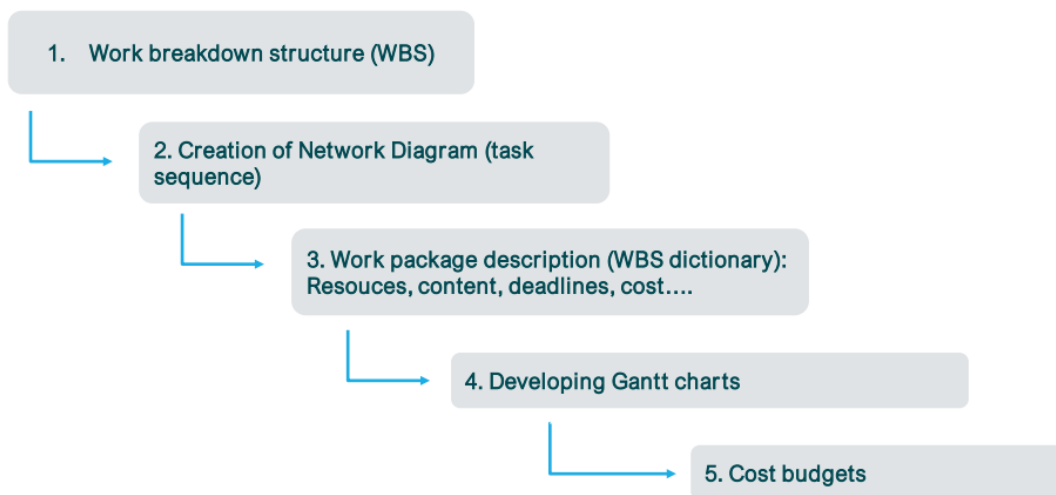 1. Work breakdown structure (WBS)
2. Creation of Network Diagram (task
sequence)
3. Work package description (WBS dictionary):
Resouces, content, deadlines, cost....
4. Developing Gantt charts
5. Cost budgets